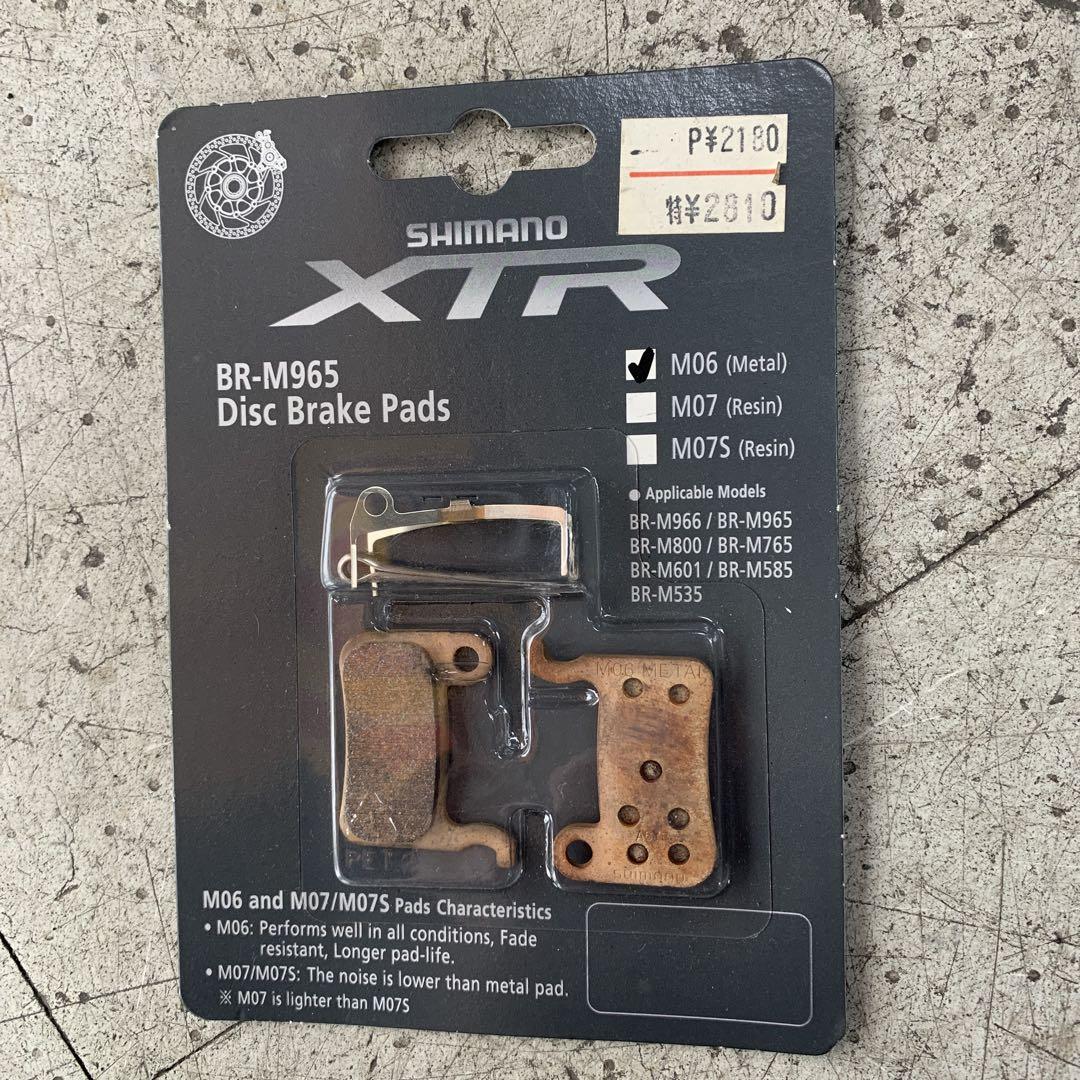 P¥2180
特¥2810
SHIMANO
XTR
BR-M965
Disc Brake Pads
M06 (Metal)
M07 (Resin)
M07S (Resin)
● Applicable Models
BR-M966 / BR-M965
BR-M800 / BR-M765
BR-M601 / BR-M585
BR-M535
M06 METAL
shimano
PET
M06 and M07/M07S Pads Characteristics
• M06: Performs well in all conditions, Fade
resistant, Longer pad-life.
• M07/M07S: The noise is lower than metal pad.
※ M07 is lighter than M07S